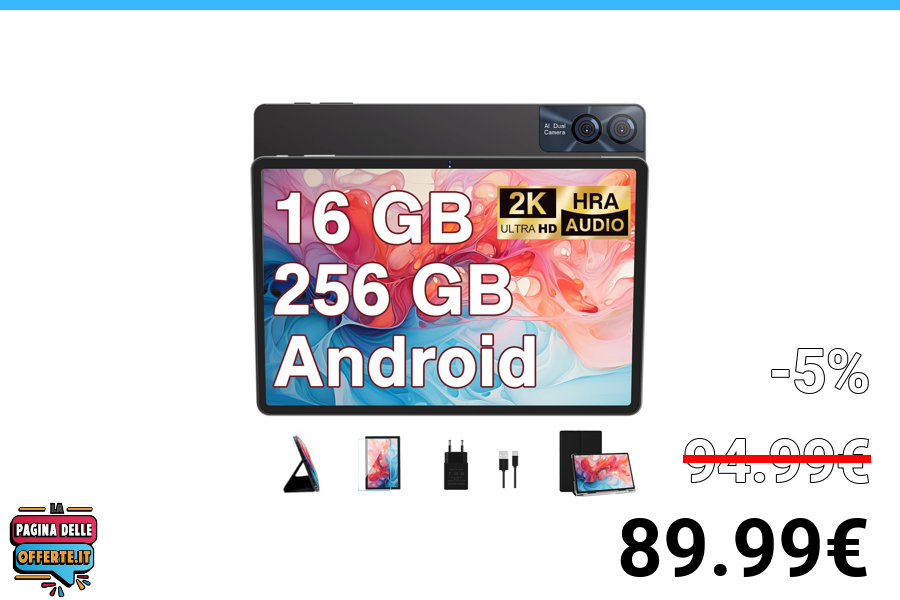 AI Dual
Camera
16 GB
2K
HRA
ULTRA HD
AUDIO
256 GB
Android
-5%
94.99€
89.99€
LA
PAGINA DELLE
OFFERTE.IT